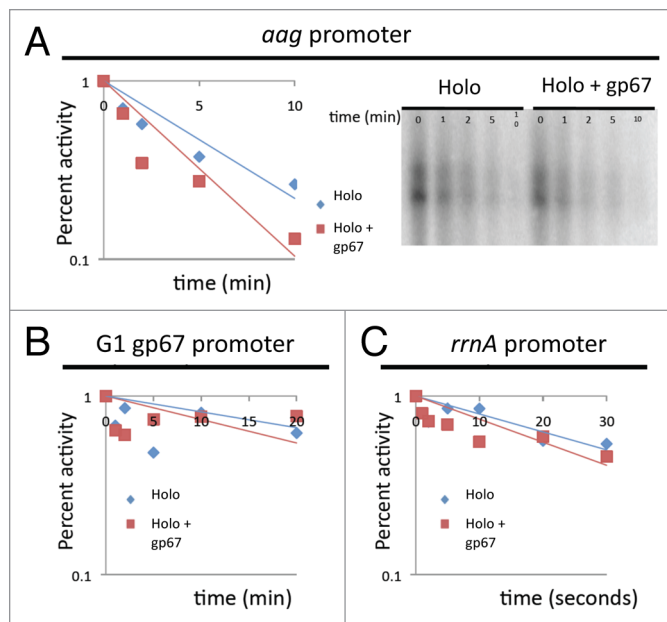 A
aag promoter
1
0 5 10
0.1
Percent activity
time (min)
Holo
Holo +
gp67
Holo Holo + gp67
time (min) 0 1 2 5 10 0 1 2 5 10
B
G1 gp67 promoter
1
0 5 10 15 20
0.1
Percent activity
Holo
Holo +
gp67
time (min)
C
rrnA promoter
1
0 10 20 30
0.1
Percent activity
Holo
Holo +
gp67
time (seconds)